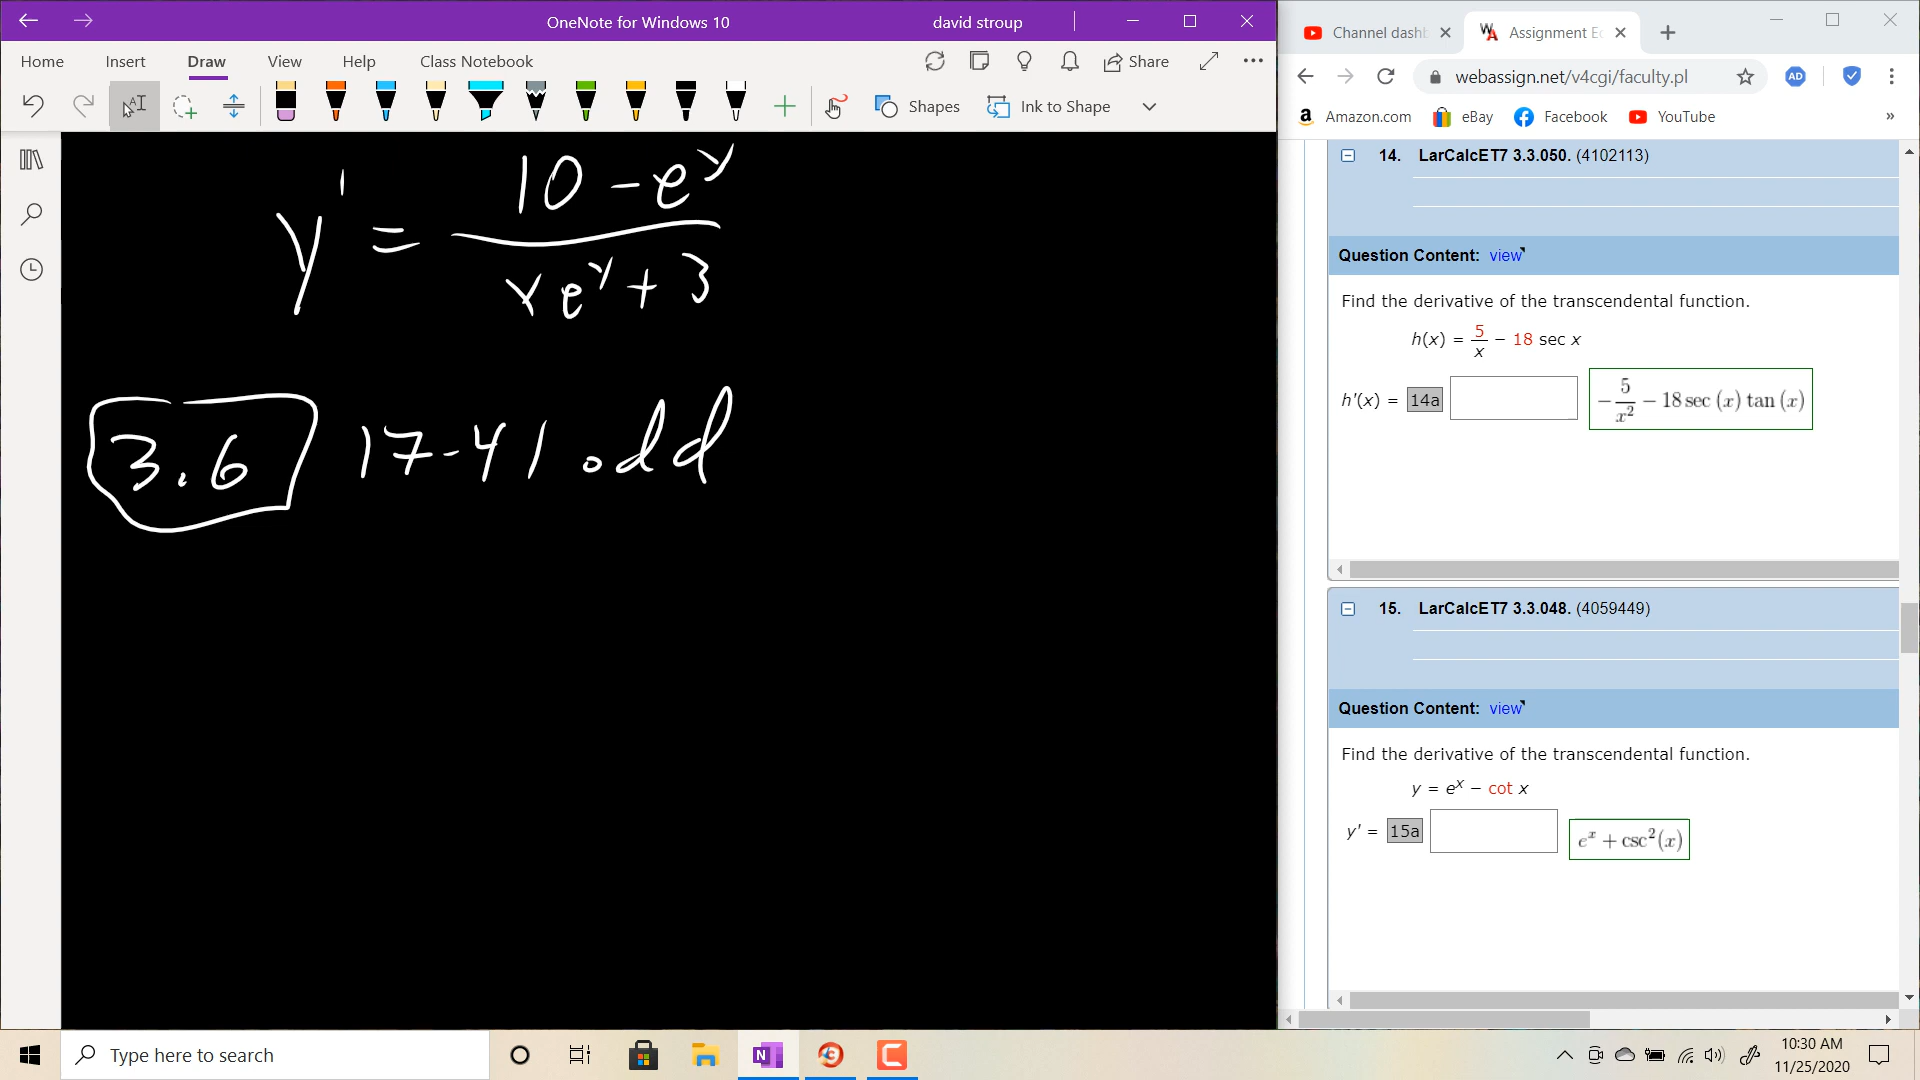 OneNote for Windows 10
david stroup
Home Insert Draw View Help Class Notebook Share
Shapes Ink to Shape
y' = 10 - e^y / xe^y + 3
3.6 17-41 odd
Channel dashb
Assignment Ed
webassign.net/v4cgi/faculty.pl
AD
Amazon.com eBay Facebook YouTube »
14. LarCalcET7 3.3.050. (4102113)
Question Content: view
Find the derivative of the transcendental function.
h(x) = 5/x − 18 sec x
h'(x) = 14a −5/x² − 18 sec (x) tan (x)
15. LarCalcET7 3.3.048. (4059449)
Question Content: view
Find the derivative of the transcendental function.
y = e^x − cot x
y' = 15a e^x + csc²(x)
Type here to search
10:30 AM
11/25/2020